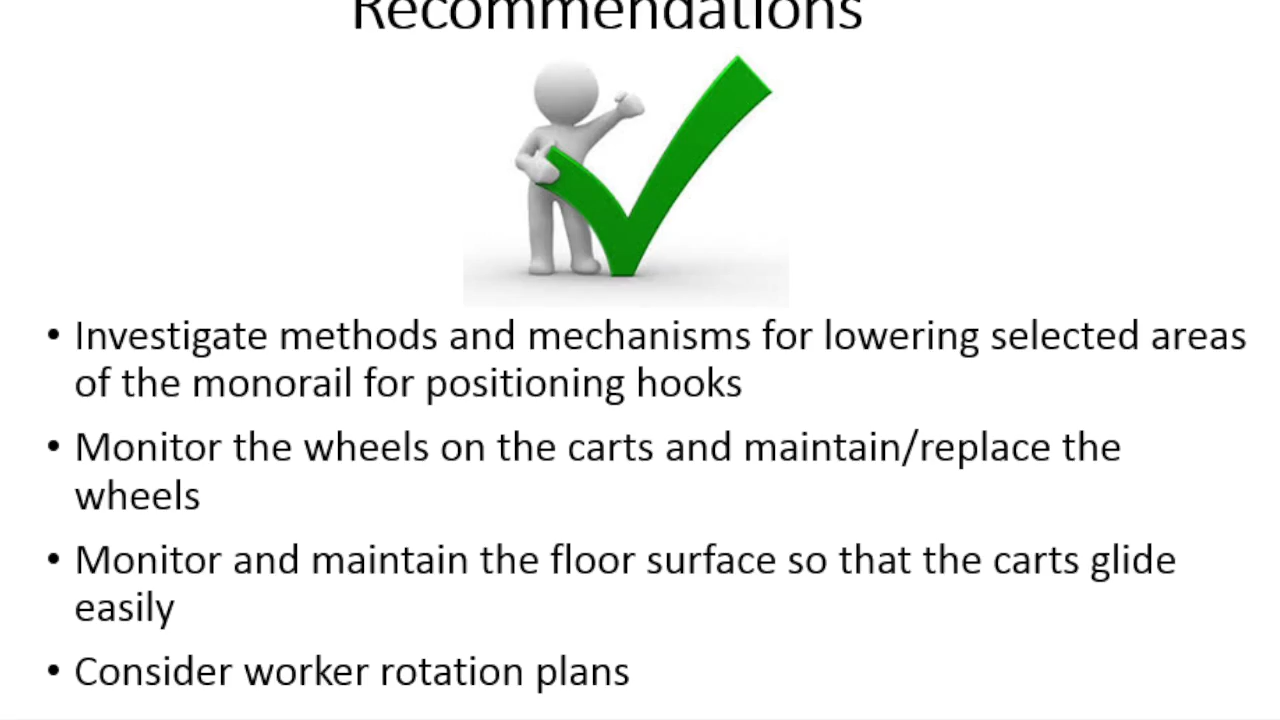 Recommendations
• Investigate methods and mechanisms for lowering selected areas
of the monorail for positioning hooks
• Monitor the wheels on the carts and maintain/replace the
wheels
• Monitor and maintain the floor surface so that the carts glide
easily
• Consider worker rotation plans